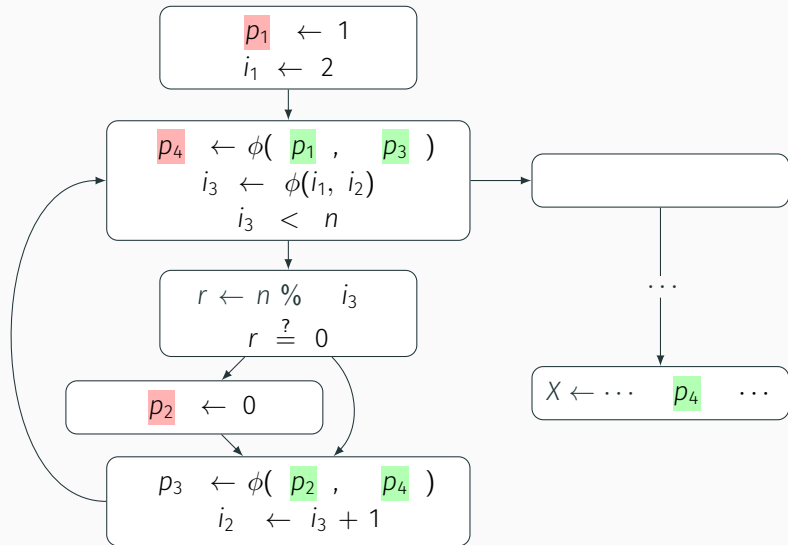 p₁ ← 1
i₁ ← 2
p₄ ← ϕ( p₁ , p₃ )
i₃ ← ϕ(i₁, i₂)
i₃ < n
r ← n % i₃
r ≟ 0
p₂ ← 0
p₃ ← ϕ( p₂ , p₄ )
i₂ ← i₃ + 1
⋯
X ← ⋯ p₄ ⋯